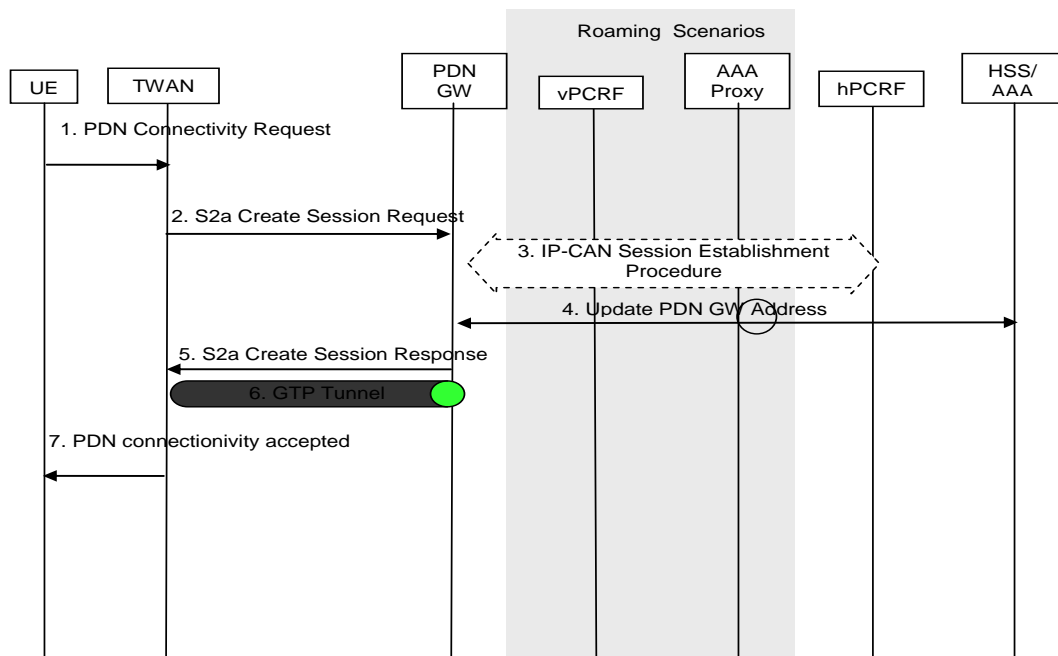 Roaming Scenarios
UE
TWAN
PDN
GW
vPCRF
AAA
Proxy
hPCRF
HSS/
AAA
1. PDN Connectivity Request
2. S2a Create Session Request
3. IP-CAN Session Establishment
Procedure
4. Update PDN GW Address
5. S2a Create Session Response
6. GTP Tunnel
7. PDN connectionivity accepted